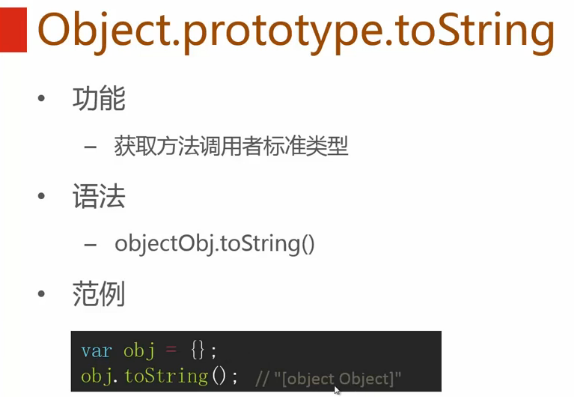 Object.prototype.toString
• 功能
– 获取方法调用者标准类型
• 语法
– objectObj.toString()
• 范例
var obj = {};
obj.toString(); // "[object Object]"